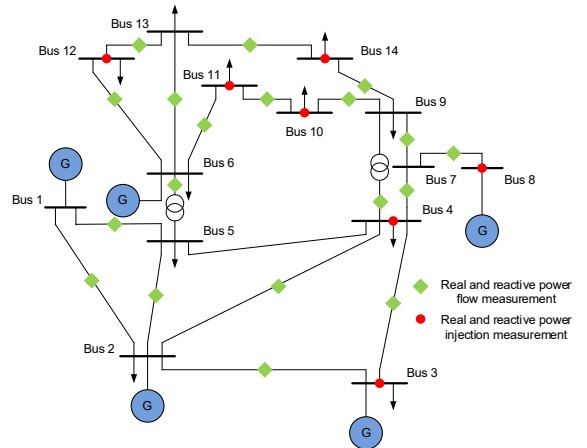 Bus 13
Bus 12
Bus 14
Bus 11
Bus 9
Bus 10
G
Bus 6
Bus 7
Bus 8
Bus 1
G
Bus 4
G
Bus 5
Real and reactive power
flow measurement
Real and reactive power
injection measurement
Bus 2
Bus 3
G
G